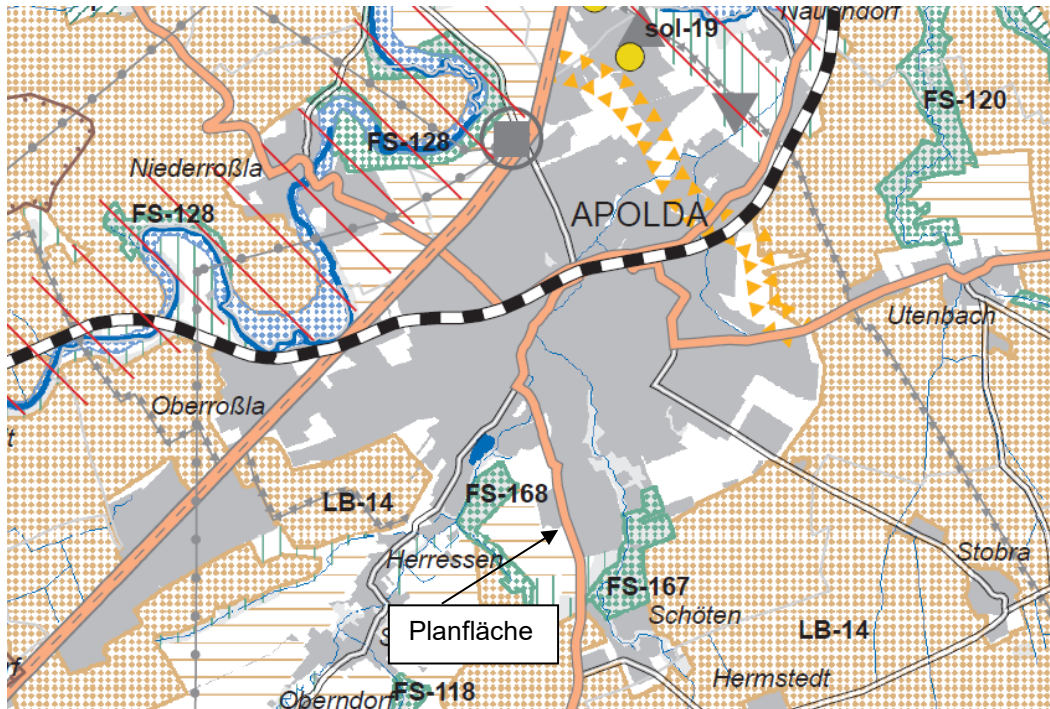 Nauendorf
sol-19
FS-120
FS-128
Niederroßla
FS-128
APOLDA
Utenbach
Oberroßla
FS-168
LB-14
Stobra
Herressen
FS-167
Schöten
Planfläche
LB-14
Hermstedt
Oberndorf
FS-118